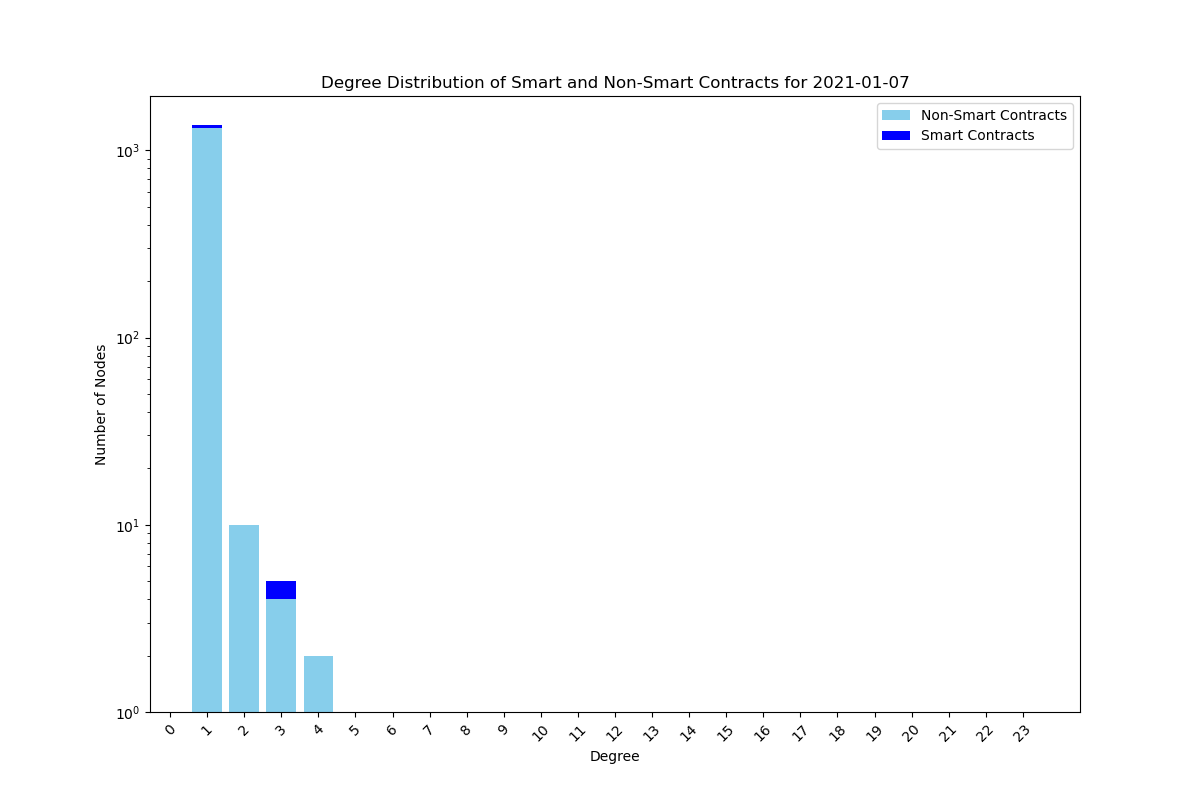 Degree Distribution of Smart and Non-Smart Contracts for 2021-01-07
Non-Smart Contracts
Smart Contracts
Number of Nodes
10³
10²
10¹
10⁰
0 1 2 3 4 5 6 7 8 9 10 11 12 13 14 15 16 17 18 19 20 21 22 23
Degree